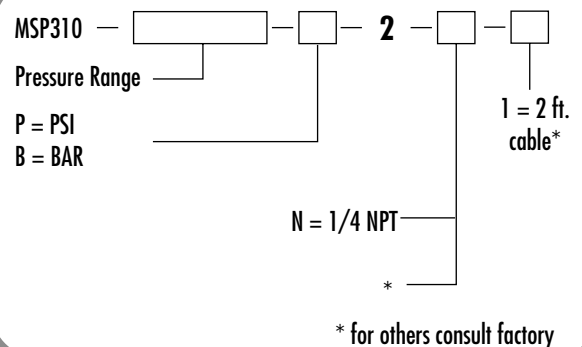 MSP310 — — — 2 — —
Pressure Range
P = PSI
B = BAR
1 = 2 ft.
cable*
N = 1/4 NPT
*
* for others consult factory